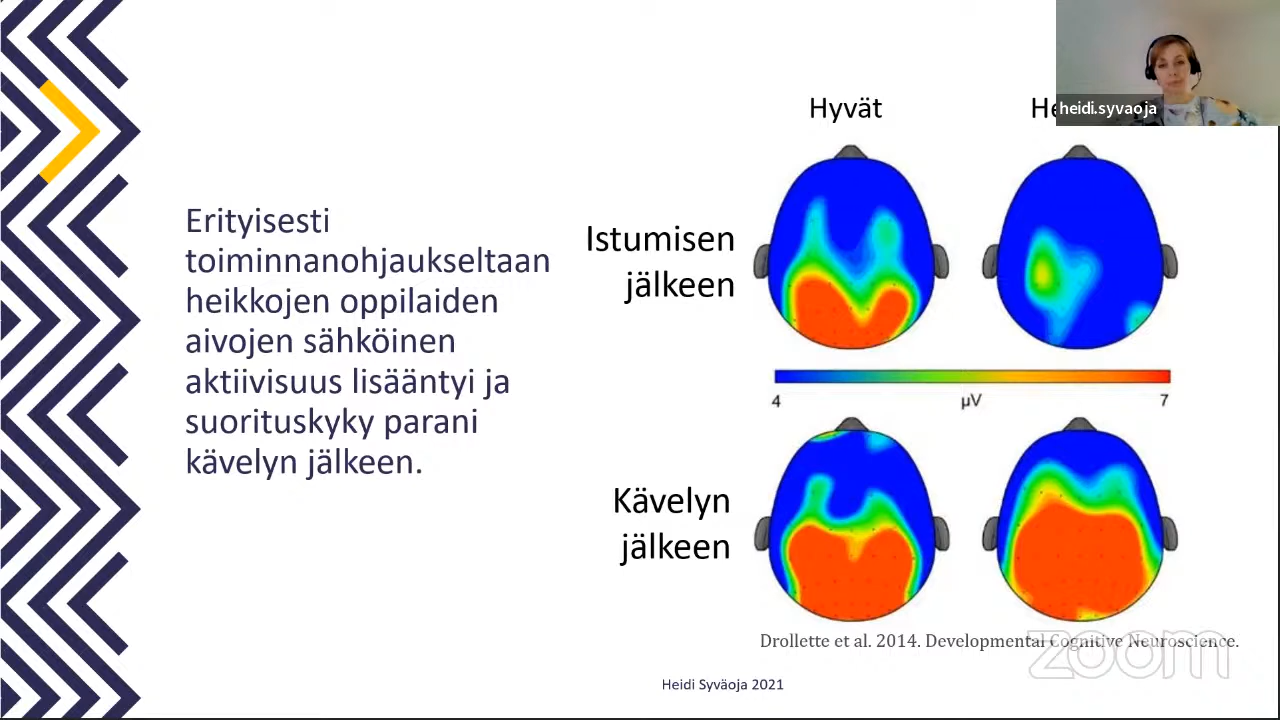 Hyvät
heidi.syvaoja
Erityisesti
toiminnanohjaukseltaan
heikkojen oppilaiden
aivojen sähköinen
aktiivisuus lisääntyi ja
suorituskyky parani
kävelyn jälkeen.
Istumisen
jälkeen
4 µV 7
Kävelyn
jälkeen
Drollette et al. 2014. Developmental Cognitive Neuroscience.
zoom
Heidi Syväoja 2021